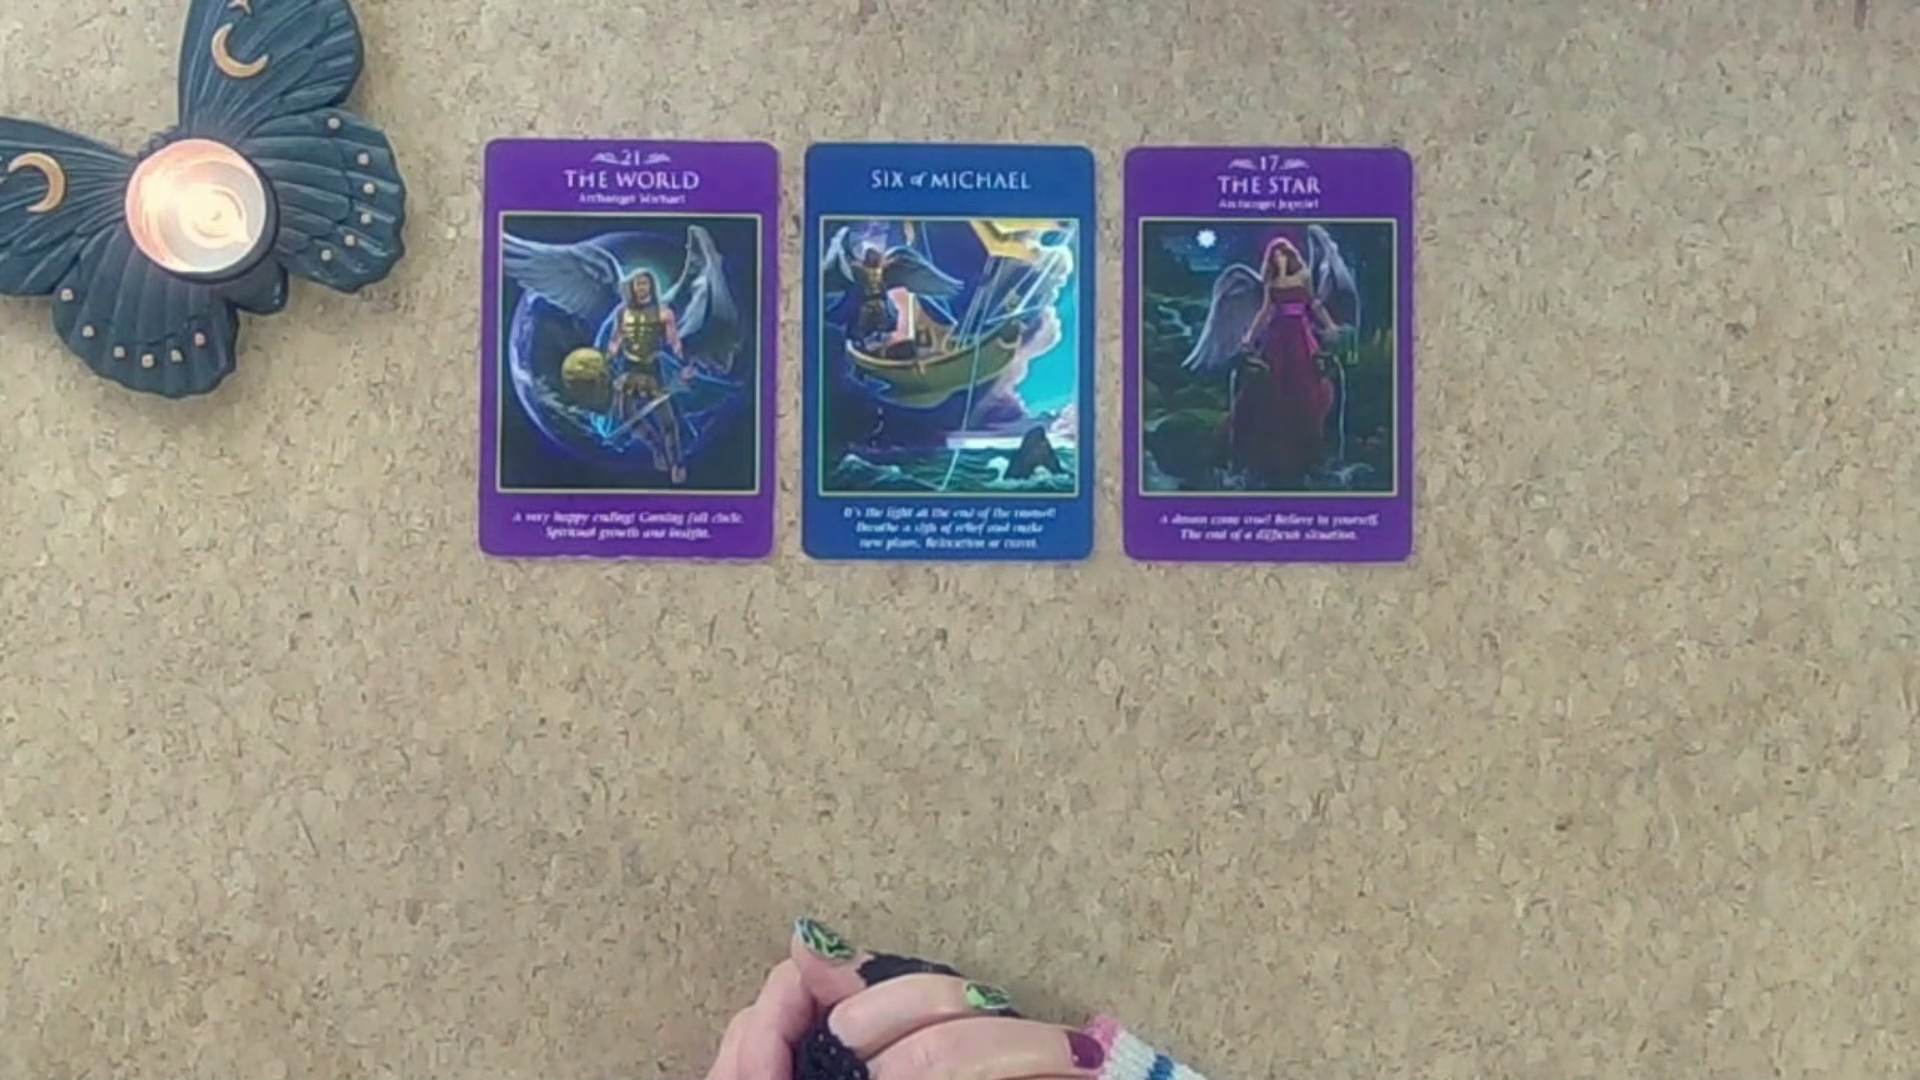 21
THE WORLD
Archangel Michael
A very happy ending! Coming full circle.
Spiritual growth and insight.
SIX of MICHAEL
It's the light at the end of the tunnel!
Breathe a sigh of relief and make
new plans. Relocation or travel.
17
THE STAR
Archangel Jophiel
A dream come true! Believe in yourself.
The end of a difficult situation.